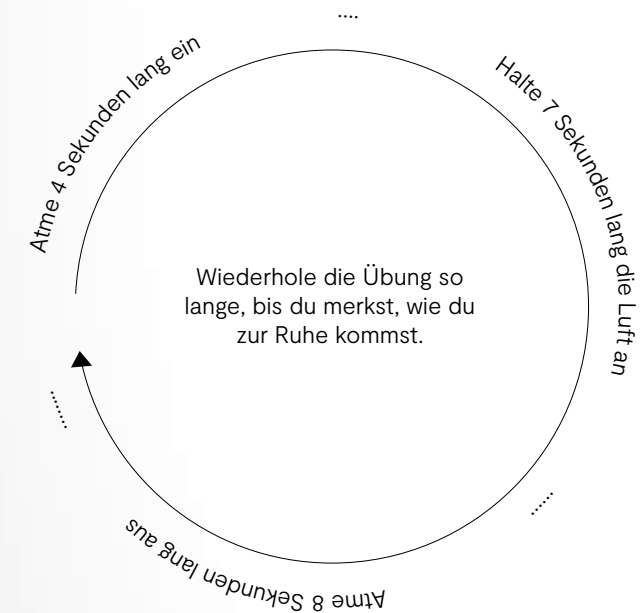 Atme 4 Sekunden lang ein
....
Halte 7 Sekunden lang die Luft an
.......
Atme 8 Sekunden lang aus
........
Wiederhole die Übung so
lange, bis du merkst, wie du
zur Ruhe kommst.